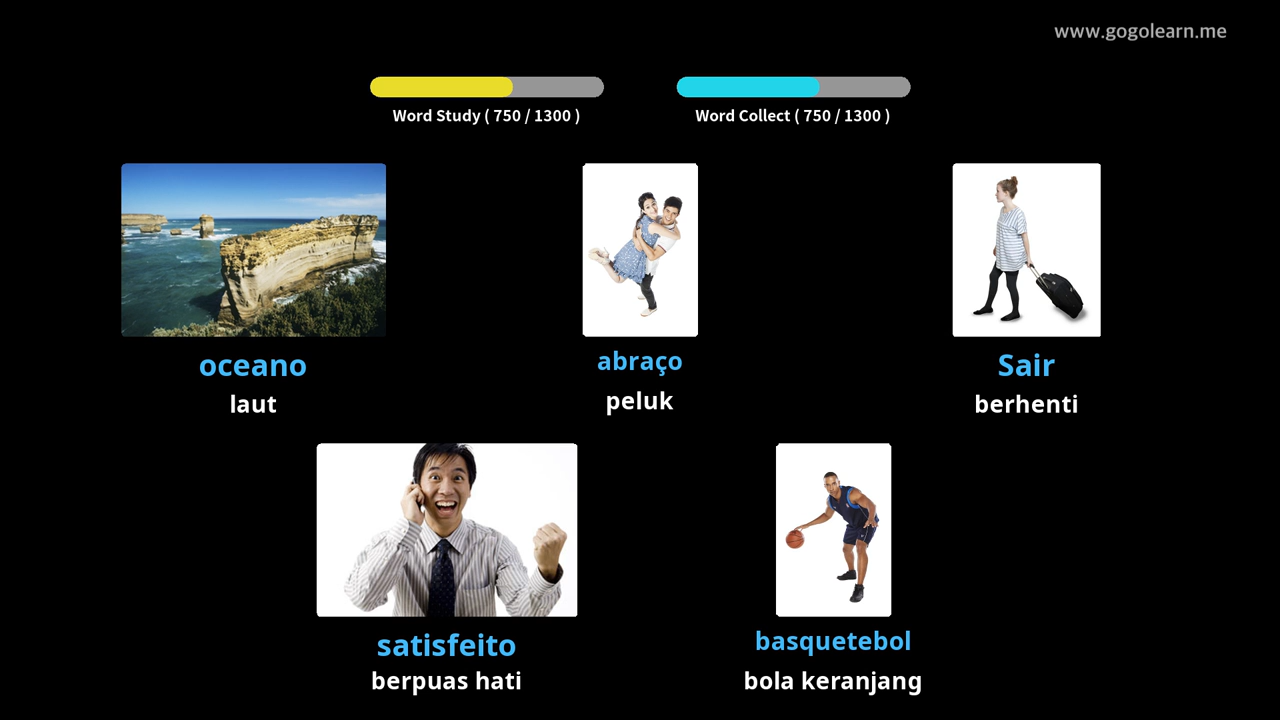 www.gogolearn.me
Word Study ( 750 / 1300 )
Word Collect ( 750 / 1300 )
oceano
laut
abraço
peluk
Sair
berhenti
satisfeito
berpuas hati
basquetebol
bola keranjang